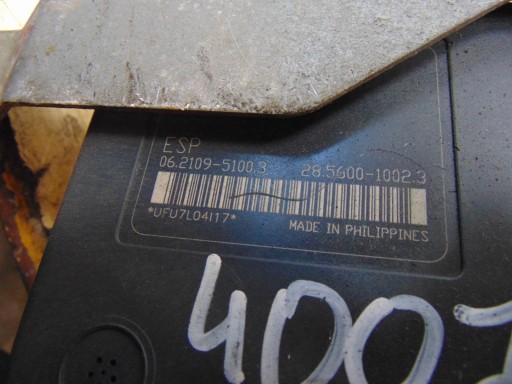 ESP
06.2109-5100.3 28.5600-1002.3
*UFU7L04I17*
MADE IN PHILIPPINES
400